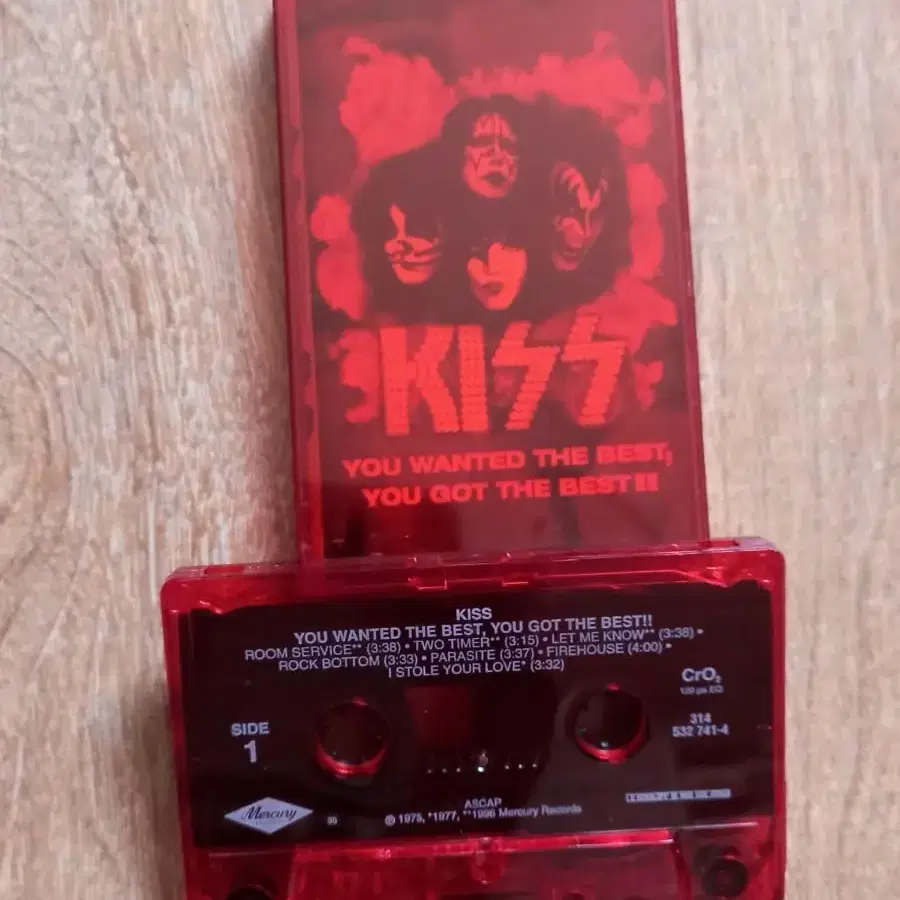 KISS
YOU WANTED THE BEST,
YOU GOT THE BEST!!
KISS
YOU WANTED THE BEST, YOU GOT THE BEST!!
ROOM SERVICE** (3:38) • TWO TIMER** (3:15) • LET ME KNOW** (3:38) •
ROCK BOTTOM (3:33) • PARASITE (3:37) • FIREHOUSE (4:00) •
I STOLE YOUR LOVE* (3:32)
CrO₂
SIDE
1
314
532 741-4
Mercury
ASCAP
℗ 1975, *1977, **1996 Mercury Records